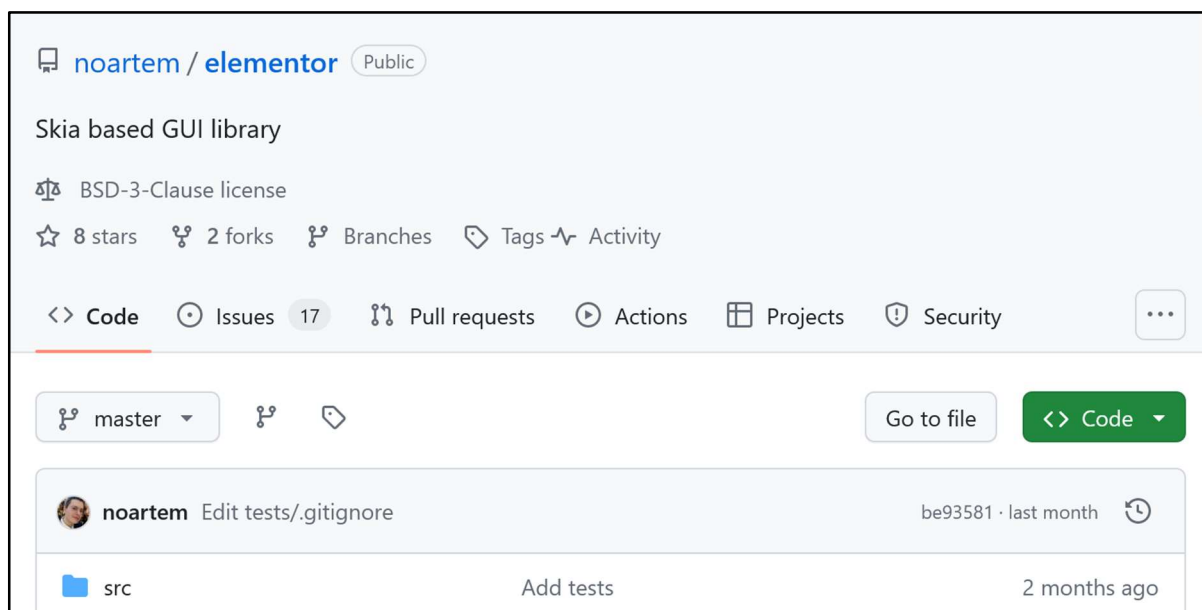 noartem / elementor Public
Skia based GUI library
BSD-3-Clause license
8 stars 2 forks Branches Tags Activity
Code Issues 17 Pull requests Actions Projects Security
master Go to file Code
noartem Edit tests/.gitignore be93581 · last month
src Add tests 2 months ago